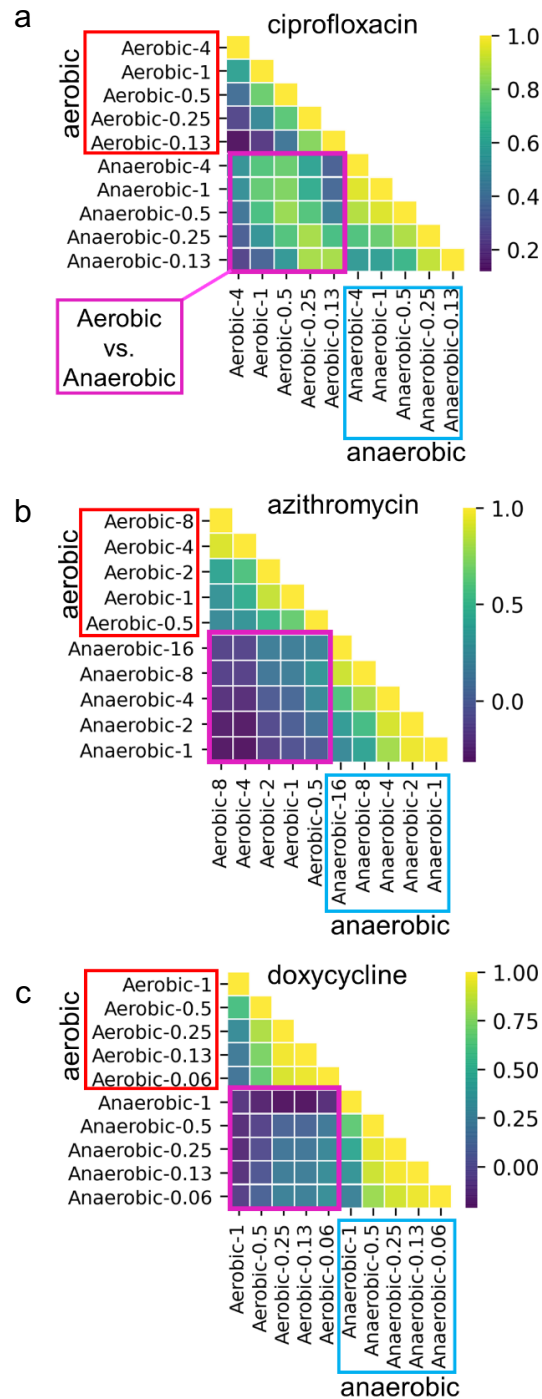 a
ciprofloxacin
aerobic
Aerobic-4
Aerobic-1
Aerobic-0.5
Aerobic-0.25
Aerobic-0.13
Anaerobic-4
Anaerobic-1
Anaerobic-0.5
Anaerobic-0.25
Anaerobic-0.13
1.0
0.8
0.6
0.4
0.2
Aerobic
vs.
Anaerobic
Aerobic-4
Aerobic-1
Aerobic-0.5
Aerobic-0.25
Aerobic-0.13
Anaerobic-4
Anaerobic-1
Anaerobic-0.5
Anaerobic-0.25
Anaerobic-0.13
anaerobic
b
azithromycin
aerobic
Aerobic-8
Aerobic-4
Aerobic-2
Aerobic-1
Aerobic-0.5
Anaerobic-16
Anaerobic-8
Anaerobic-4
Anaerobic-2
Anaerobic-1
1.0
0.5
0.0
Aerobic-8
Aerobic-4
Aerobic-2
Aerobic-1
Aerobic-0.5
Anaerobic-16
Anaerobic-8
Anaerobic-4
Anaerobic-2
Anaerobic-1
anaerobic
c
doxycycline
aerobic
Aerobic-1
Aerobic-0.5
Aerobic-0.25
Aerobic-0.13
Aerobic-0.06
Anaerobic-1
Anaerobic-0.5
Anaerobic-0.25
Anaerobic-0.13
Anaerobic-0.06
1.00
0.75
0.50
0.25
0.00
Aerobic-1
Aerobic-0.5
Aerobic-0.25
Aerobic-0.13
Aerobic-0.06
Anaerobic-1
Anaerobic-0.5
Anaerobic-0.25
Anaerobic-0.13
Anaerobic-0.06
anaerobic